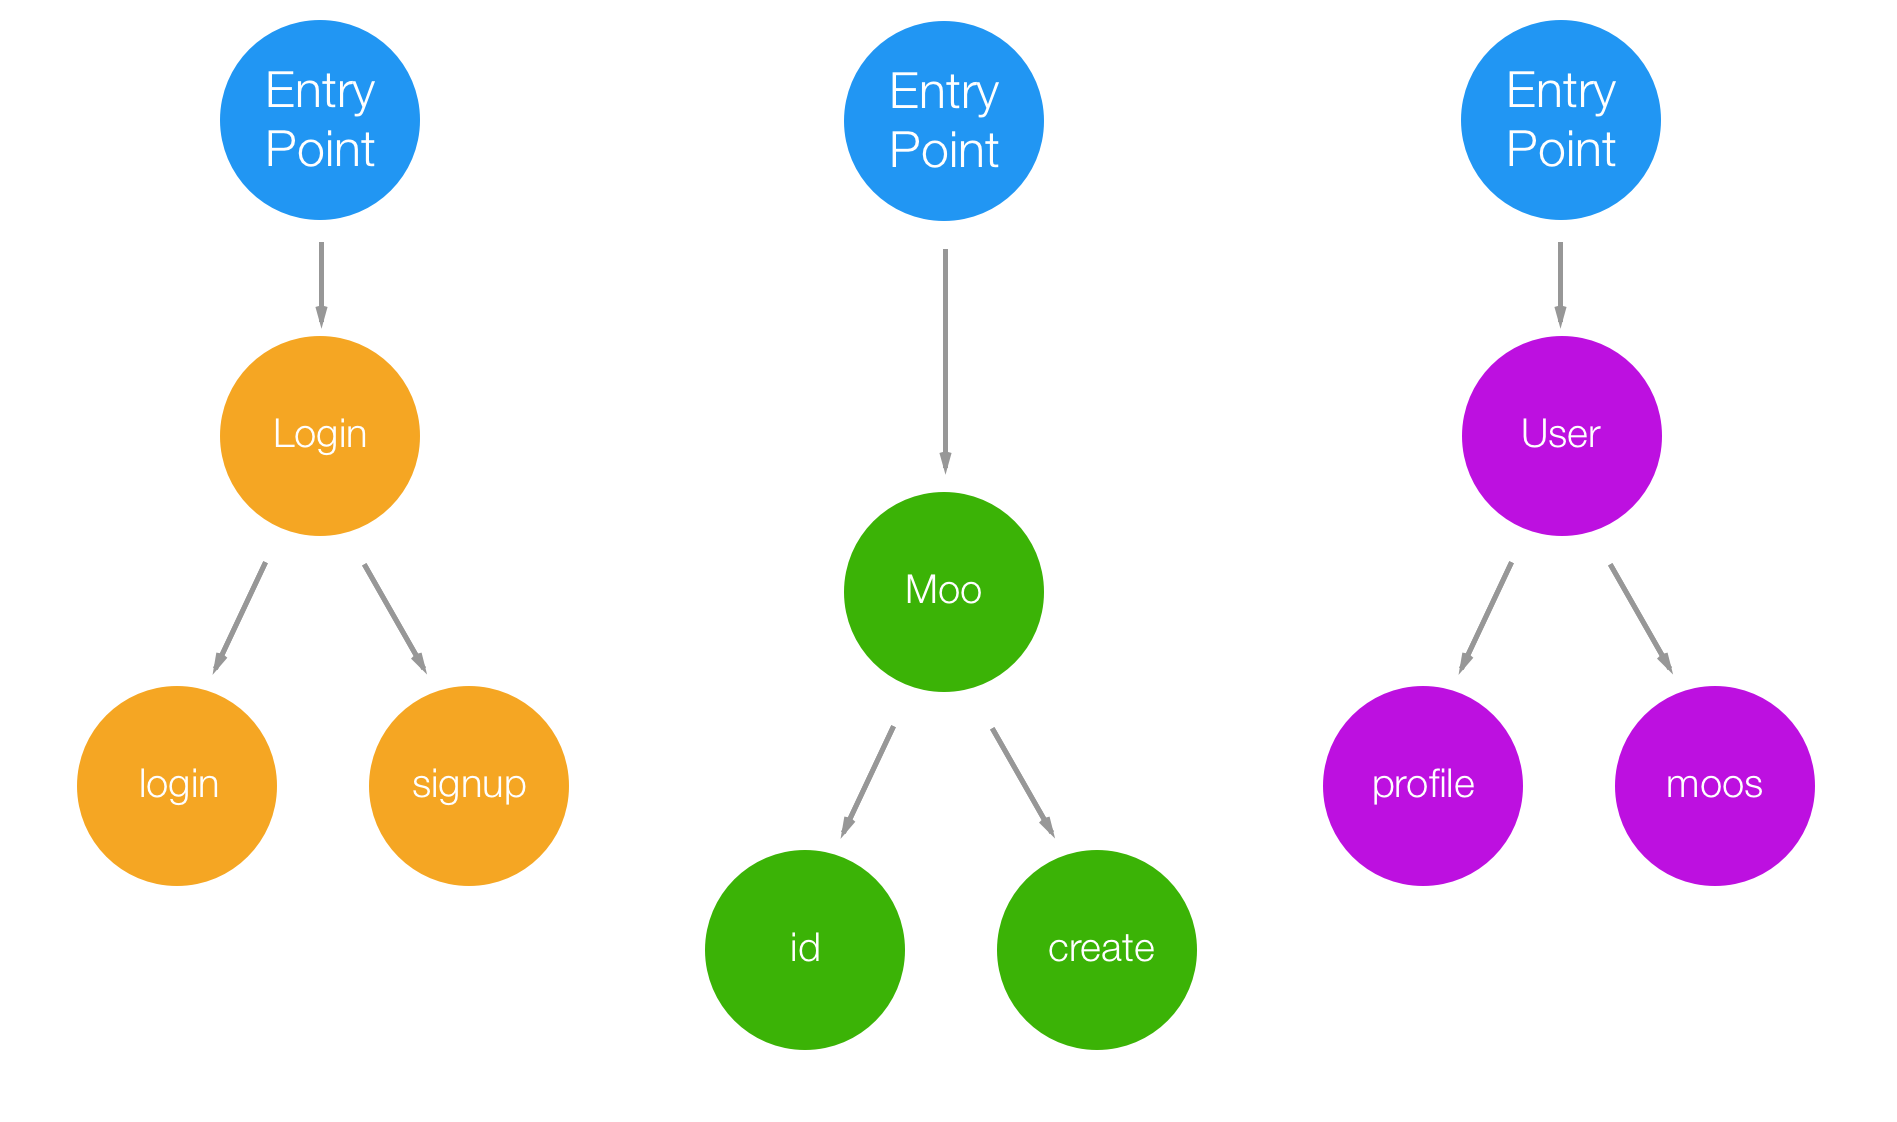 Entry
Point
Entry
Point
Entry
Point
Login
User
Moo
login
signup
profile
moos
id
create